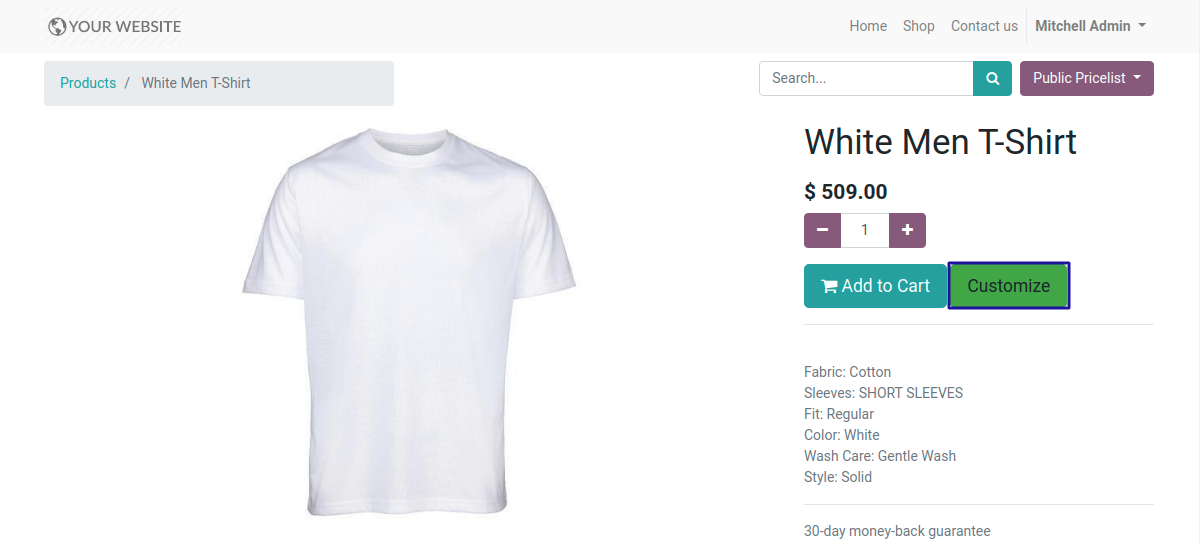 YOUR WEBSITE
Home Shop Contact us Mitchell Admin
Products / White Men T-Shirt
Search...
Public Pricelist
White Men T-Shirt
$ 509.00
1
Add to Cart
Customize
Fabric: Cotton
Sleeves: SHORT SLEEVES
Fit: Regular
Color: White
Wash Care: Gentle Wash
Style: Solid
30-day money-back guarantee